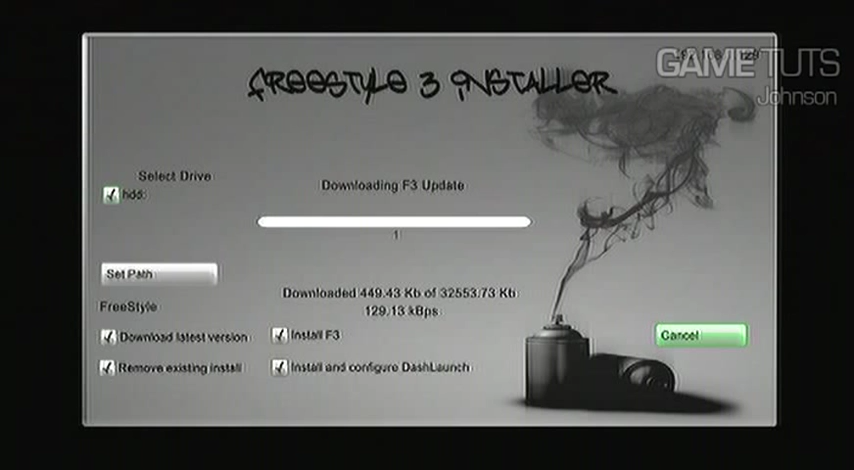 GAMETUTS
Johnson
FREESTYLE 3 INSTALLER
Select Drive
hdd:
Downloading F3 Update
1
Set Path
FreeStyle
Downloaded 449.43 Kb of 32553.73 Kb
129.13 kBps
Download latest version
Install F3
Cancel
Remove existing install
Install and configure DashLaunch